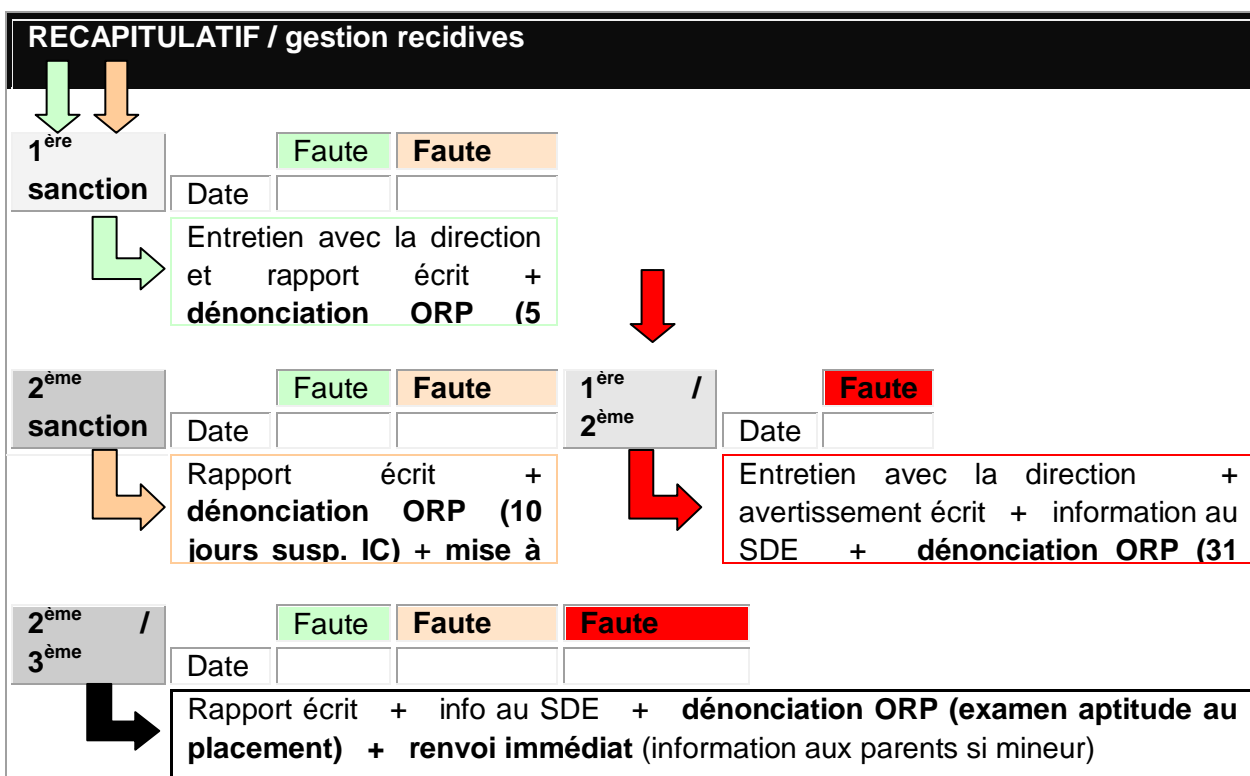 RECAPITULATIF / gestion recidives
1ère
sanction
Faute Faute
Date
Entretien avec la direction
et rapport écrit +
dénonciation ORP (5
2ème
sanction
Faute Faute
Date
1ère /
2ème
Faute
Date
Rapport écrit +
dénonciation ORP (10
jours susp. IC) + mise à
Entretien avec la direction +
avertissement écrit + information au
SDE + dénonciation ORP (31
2ème /
3ème
Faute Faute Faute
Date
Rapport écrit + info au SDE + dénonciation ORP (examen aptitude au
placement) + renvoi immédiat (information aux parents si mineur)